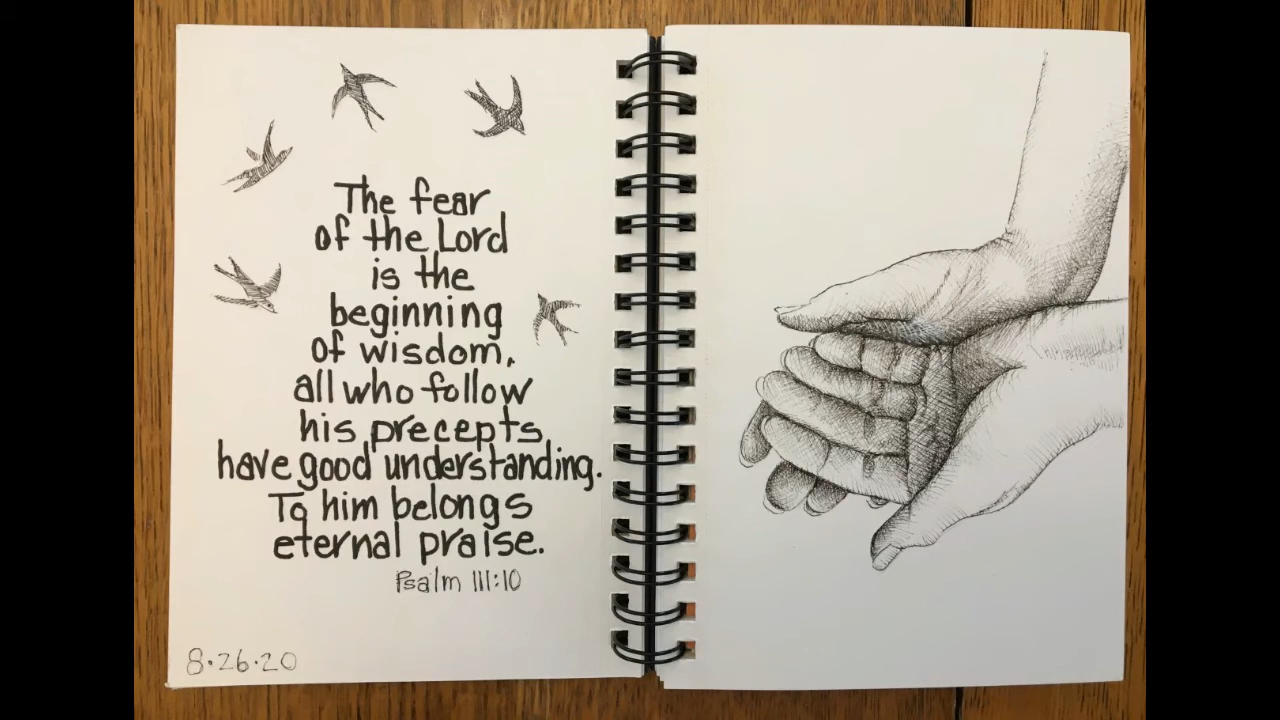 The fear
of the Lord
is the
beginning
of wisdom,
all who follow
his precepts
have good understanding.
To him belongs
eternal praise.
Psalm 111:10
8.26.20